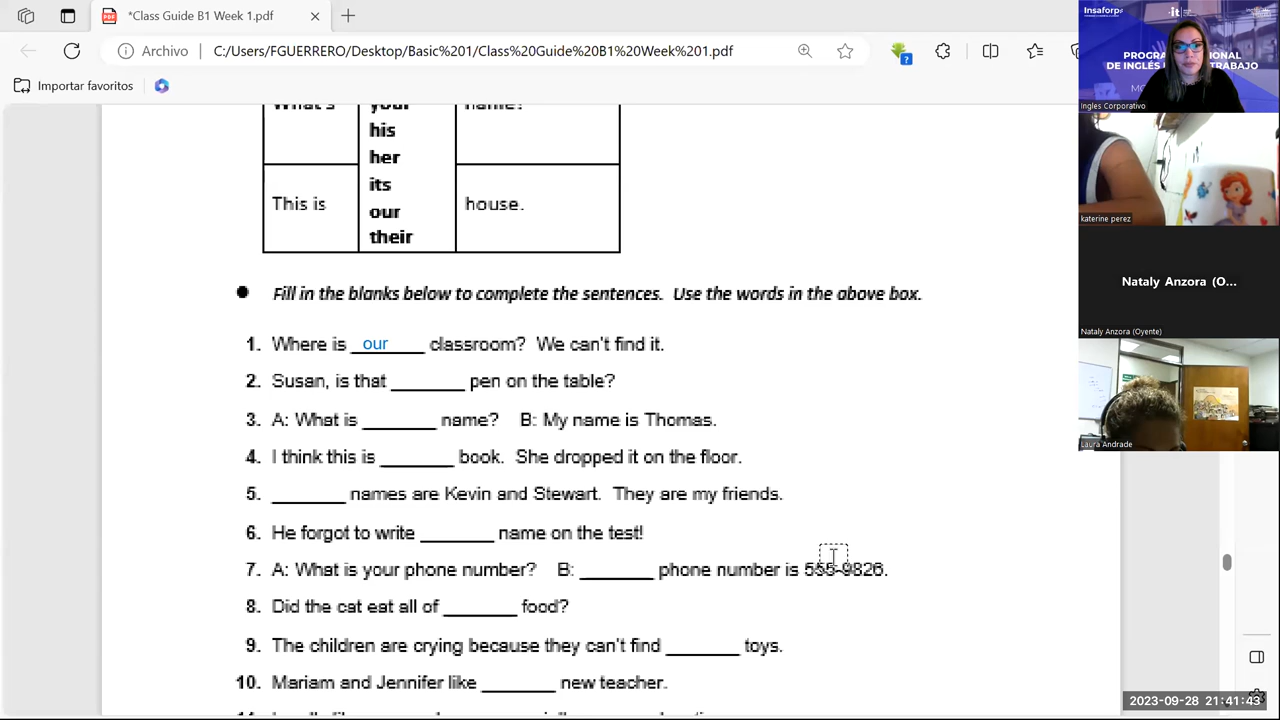 *Class Guide B1 Week 1.pdf
Archivo
C:/Users/FGUERRERO/Desktop/Basic%201/Class%20Guide%20B1%20Week%201.pdf
Importar favoritos
What's
your
name?
his
her
its
This is
our
house.
their
Fill in the blanks below to complete the sentences. Use the words in the above box.
1. Where is our classroom? We can't find it.
2. Susan, is that ________ pen on the table?
3. A: What is ________ name? B: My name is Thomas.
4. I think this is ________ book. She dropped it on the floor.
5. ________ names are Kevin and Stewart. They are my friends.
6. He forgot to write ________ name on the test!
7. A: What is your phone number? B: ________ phone number is 555-9826.
8. Did the cat eat all of ________ food?
9. The children are crying because they can't find ________ toys.
10. Mariam and Jennifer like ________ new teacher.
Insaforp
DE INGLÉS
TRABAJO
Ingles Corporativo
katerine perez
Nataly Anzora (O...
Nataly Anzora (Oyente)
Laura Andrade
2023-09-28 21:41:43